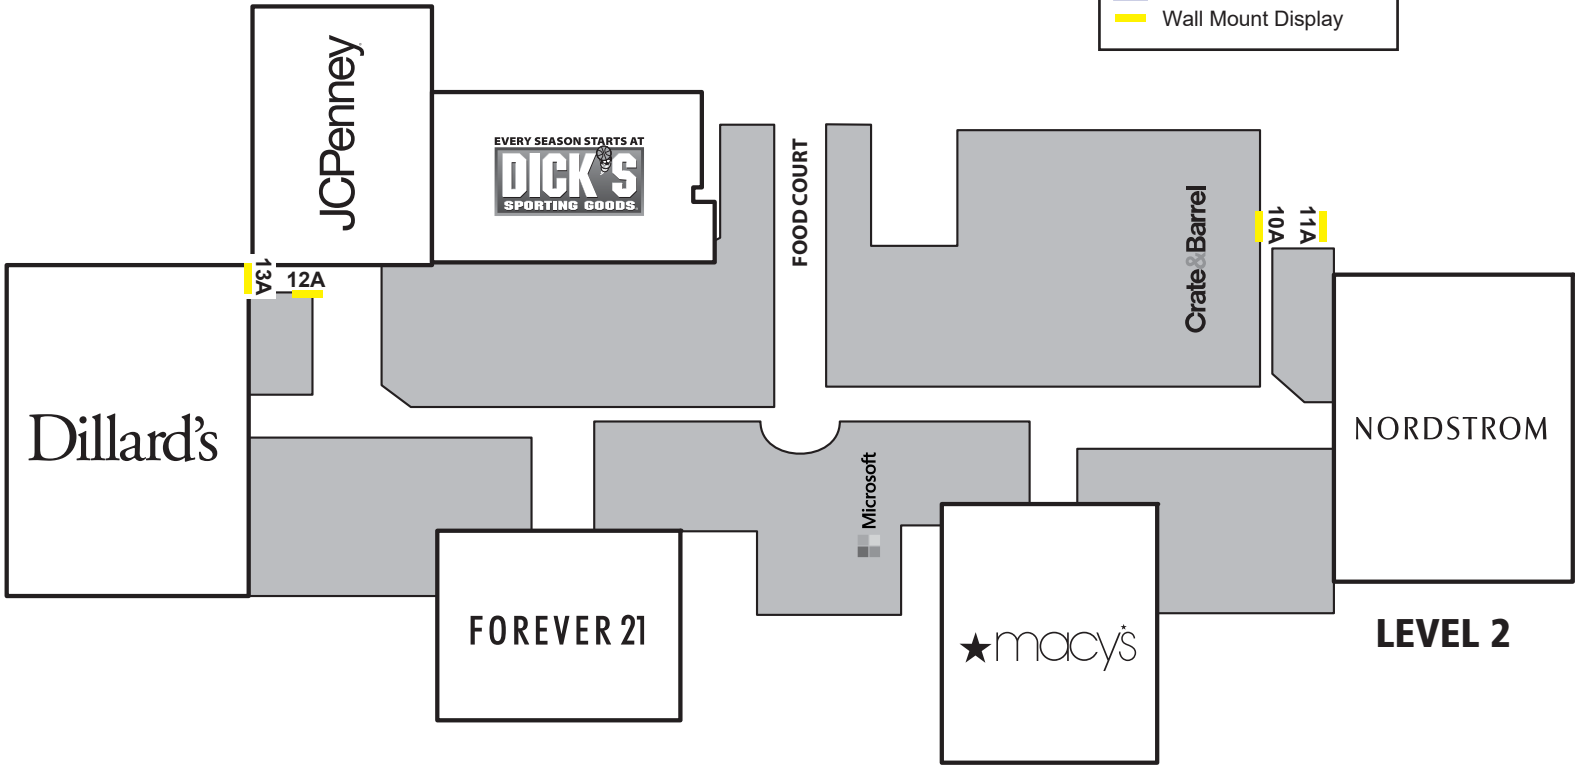 Wall Mount Display
JCPenney
EVERY SEASON STARTS AT
DICK'S
SPORTING GOODS
FOOD COURT
Crate&Barrel
10A
11A
13A
12A
Dillard's
NORDSTROM
Microsoft
FOREVER 21
macy's
LEVEL 2